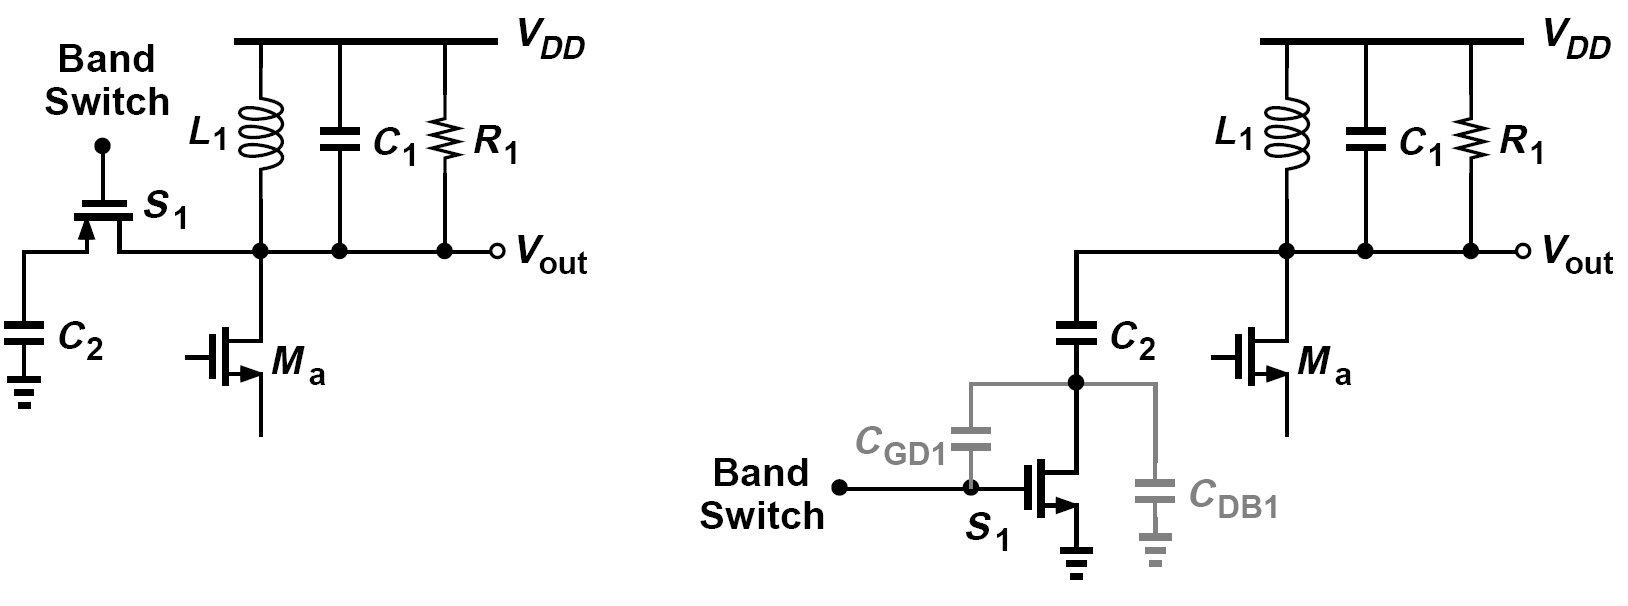 Band
Switch
S1
L1
C1
R1
VDD
Vout
C2
Ma
VDD
L1
C1
R1
Vout
C2
Ma
CGD1
Band
Switch
S1
CDB1